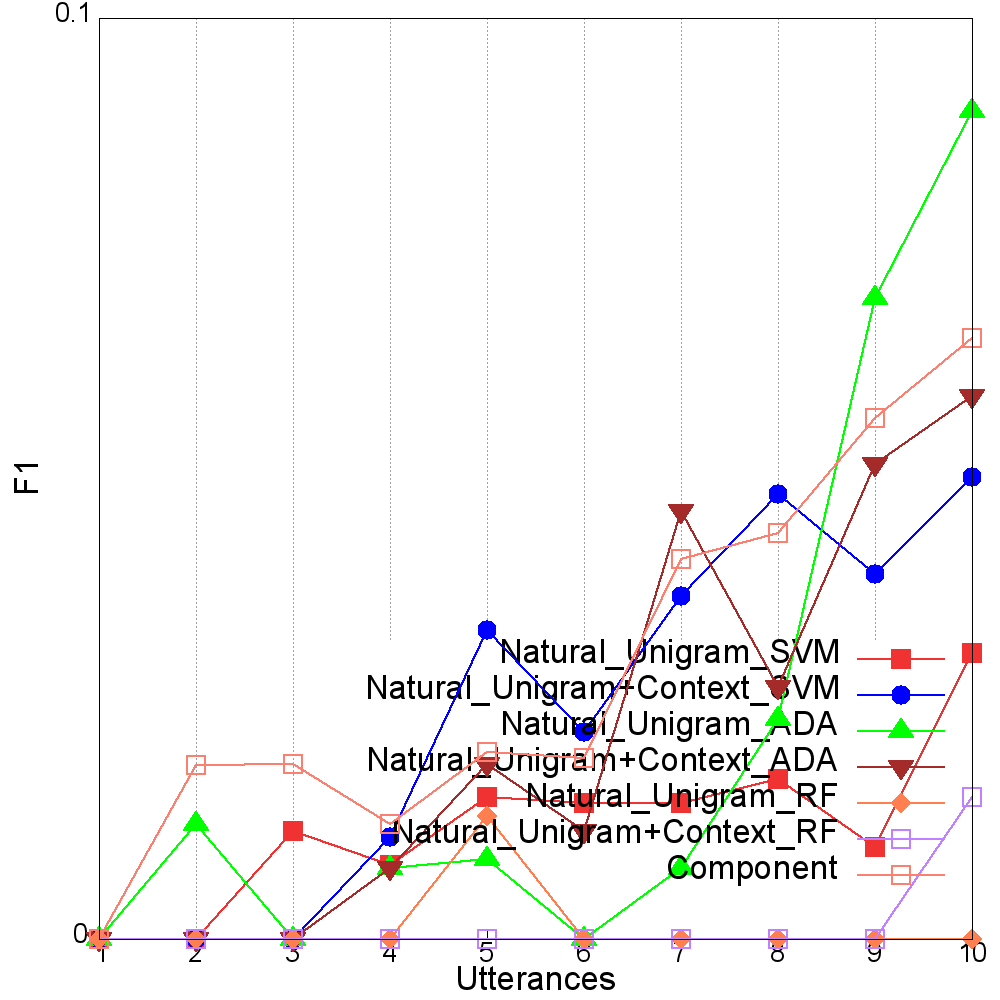 0.1
F1
Natural_Unigram_SVM
Natural_Unigram+Context_SVM
Natural_Unigram_ADA
Natural_Unigram+Context_ADA
Natural_Unigram_RF
Natural_Unigram+Context_RF
Component
0
1 2 3 4 5 6 7 8 9 10
Utterances